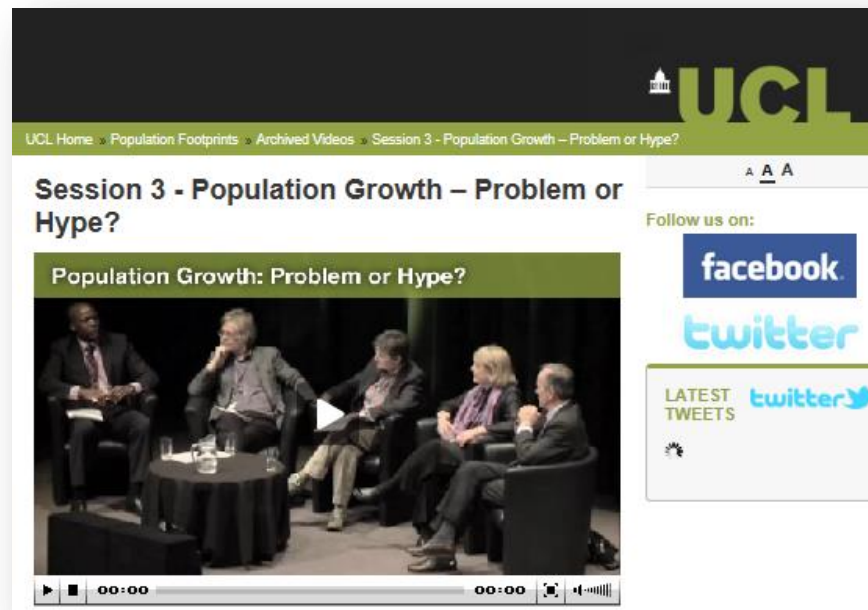 UCL
UCL Home » Population Footprints » Archived Videos » Session 3 - Population Growth – Problem or Hype?
A A A
Session 3 - Population Growth – Problem or
Hype?
Follow us on:
facebook.
twitter
Population Growth: Problem or Hype?
LATEST
TWEETS
twitter
00:00
00:00